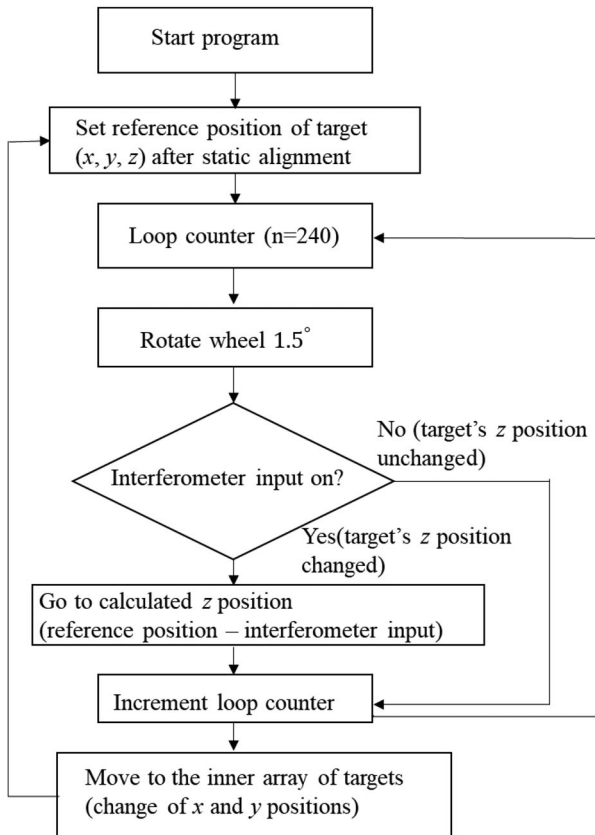 Start program
Set reference position of target
(x, y, z) after static alignment
Loop counter (n=240)
Rotate wheel 1.5°
No (target's z position
unchanged)
Interferometer input on?
Yes(target's z position
changed)
Go to calculated z position
(reference position – interferometer input)
Increment loop counter
Move to the inner array of targets
(change of x and y positions)